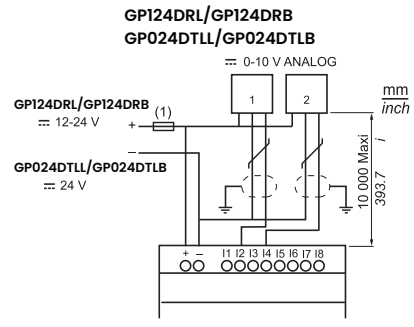 GP124DRL/GP124DRB
GP024DTLL/GP024DTLB
⎓ 0-10 V ANALOG
mm
inch
GP124DRL/GP124DRB
⎓ 12-24 V
+
(1)
1
2
GP024DTLL/GP024DTLB
⎓ 24 V
–
10 000 Maxi
393.7 i
+ – I1 I2 I3 I4 I5 I6 I7 I8